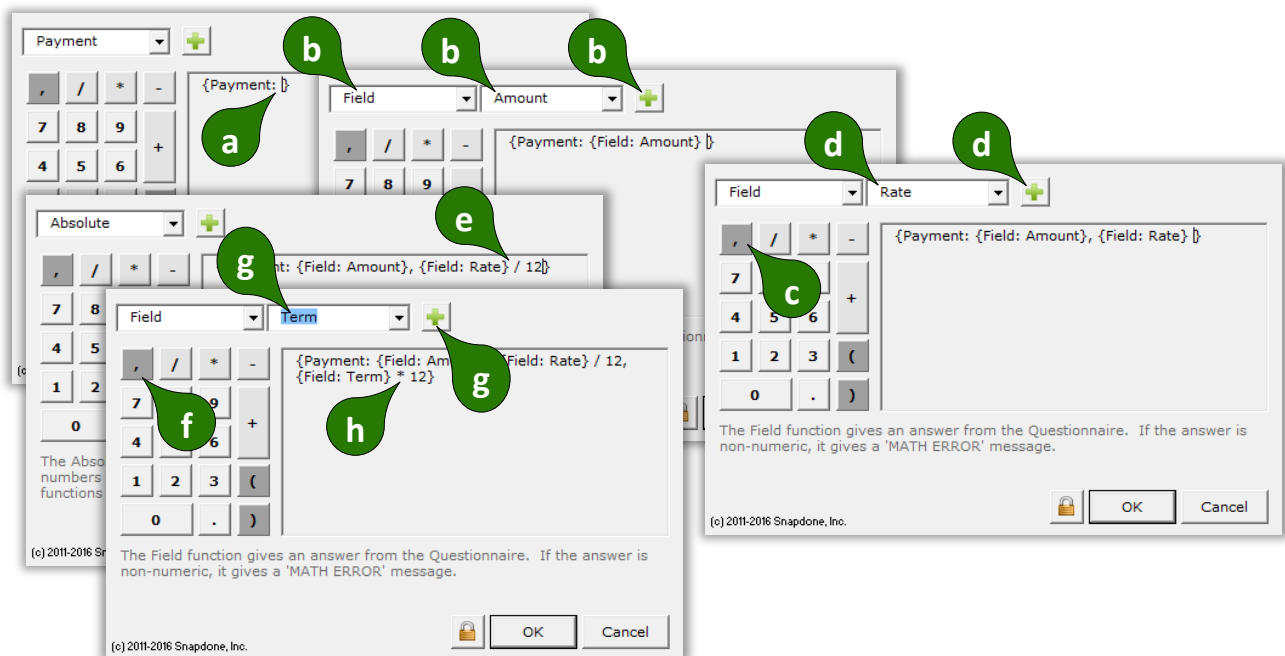 Payment
, / * -
7 8 9
+
4 5 6
{Payment: }
a
b b b
Field Amount
, / * -
7 8 9
{Payment: {Field: Amount} }
d d
Field Rate
, / * -
7
+
4 5 6
1 2 3 (
0 . )
c
{Payment: {Field: Amount}, {Field: Rate} }
The Field function gives an answer from the Questionnaire. If the answer is
non-numeric, it gives a 'MATH ERROR' message.
OK Cancel
(c) 2011-2016 Snapdone, Inc.
Absolute
e
, / * -
{Field: Amount}, {Field: Rate} / 12}
7 8
4 5
1 2
0
The
numbers
functions
(c) 2011-2016
g
Field Term
, / * -
7 9
+
4 6
1 2 3 (
0 . )
f
{Payment: {Field: {Field: Rate} / 12,
{Field: Term} * 12}
g
h
The Field function gives an answer from the Questionnaire. If the answer is
non-numeric, it gives a 'MATH ERROR' message.
OK Cancel
(c) 2011-2016 Snapdone, Inc.